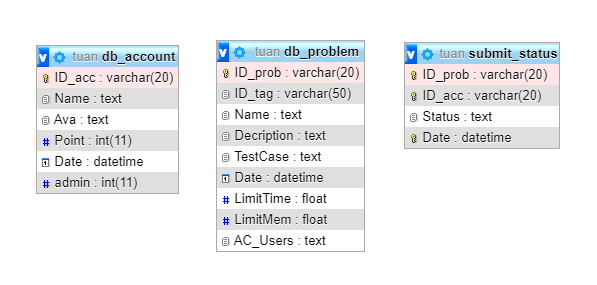 v tuan db_account
ID_acc : varchar(20)
Name : text
Ava : text
# Point : int(11)
Date : datetime
# admin : int(11)
v tuan db_problem
ID_prob : varchar(20)
ID_tag : varchar(50)
Name : text
Decription : text
TestCase : text
Date : datetime
# LimitTime : float
# LimitMem : float
AC_Users : text
v tuan submit_status
ID_prob : varchar(20)
ID_acc : varchar(20)
Status : text
Date : datetime